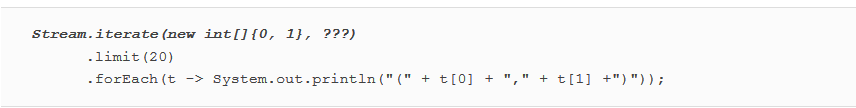 Stream.iterate(new int[]{0, 1}, ???)
.limit(20)
.forEach(t -> System.out.println("(" + t[0] + "," + t[1] +")"));